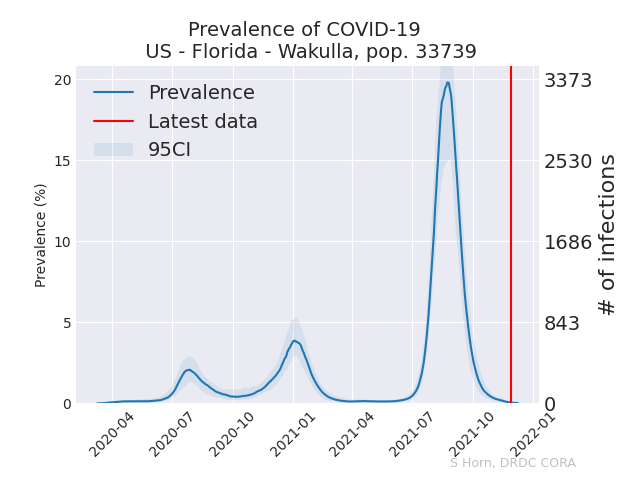 Prevalence of COVID-19
US - Florida - Wakulla, pop. 33739
Prevalence
Latest data
95CI
Prevalence (%)
20
15
10
5
0
3373
2530
1686
843
0
# of infections
2020-04
2020-07
2020-10
2021-01
2021-04
2021-07
2021-10
2022-01
S Horn, DRDC CORA